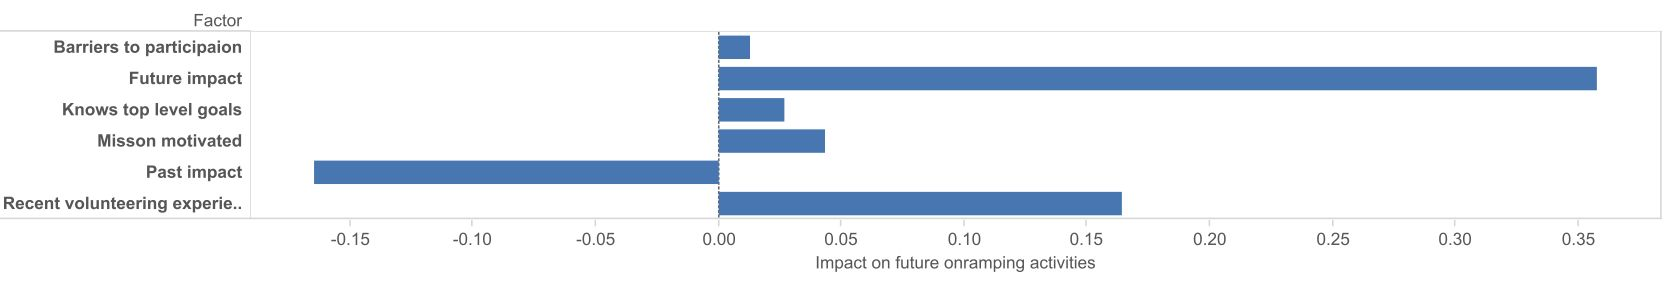 Factor
Barriers to participaion
Future impact
Knows top level goals
Misson motivated
Past impact
Recent volunteering experie..
-0.15 -0.10 -0.05 0.00 0.05 0.10 0.15 0.20 0.25 0.30 0.35
Impact on future onramping activities